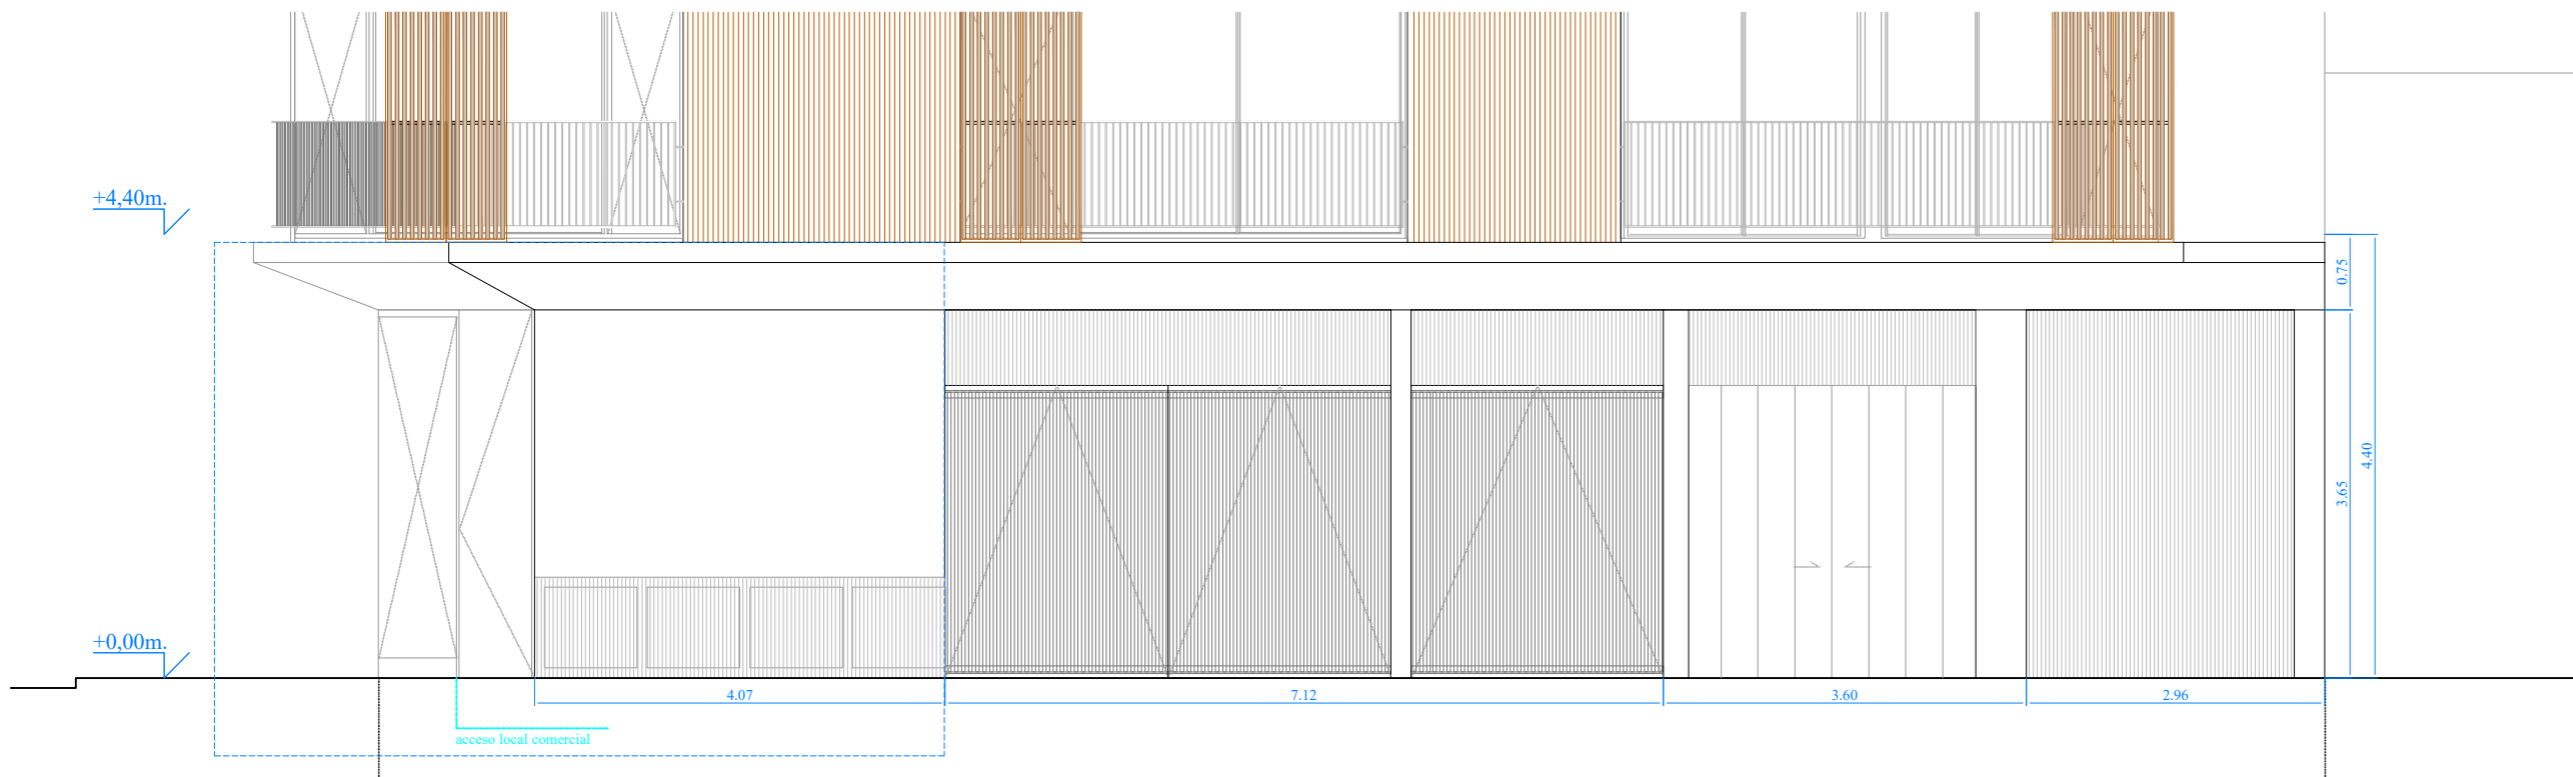 +4,40m.
0.75
4.40
3.65
+0,00m.
4.07
7.12
3.60
2.96
acceso local comercial